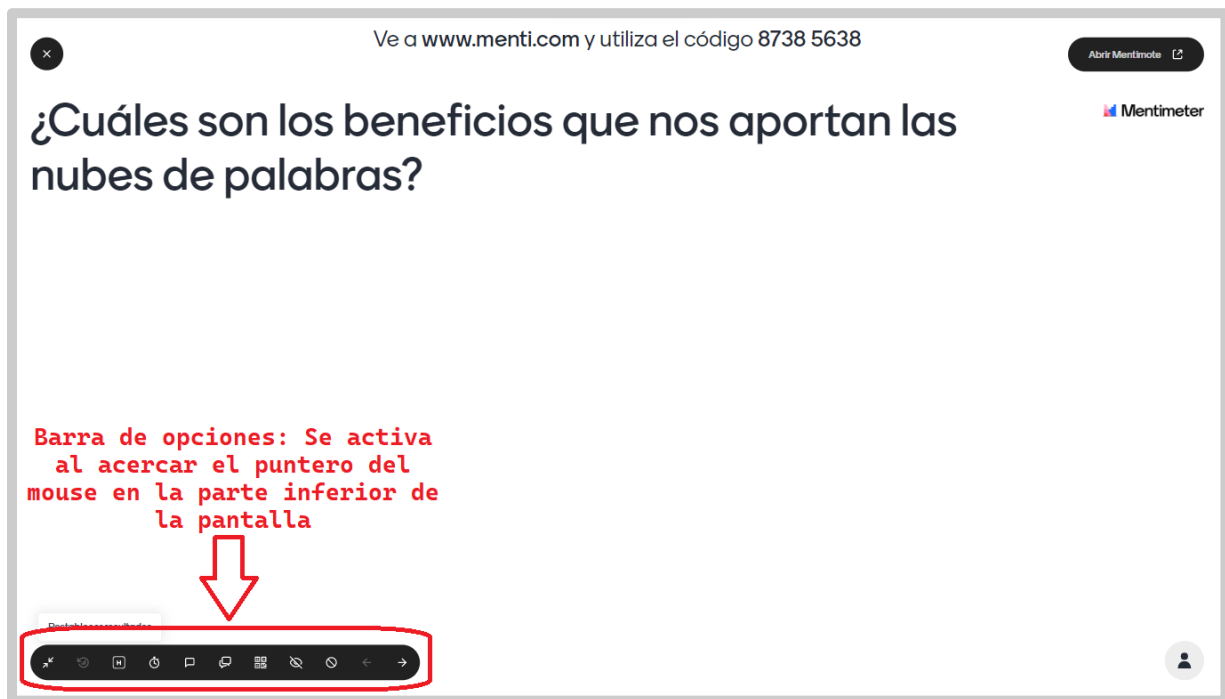 Ve a www.menti.com y utiliza el código 8738 5638
Abrir Mentimote
¿Cuáles son los beneficios que nos aportan las
nubes de palabras?
Mentimeter
Barra de opciones: Se activa
al acercar el puntero del
mouse en la parte inferior de
la pantalla
H